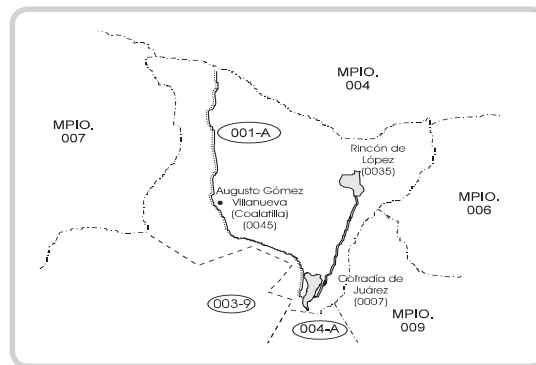 MPIO.
004
MPIO.
007
001-A
Rincón de
López
(0035)
Augusto Gómez
Villanueva
(Coalatilla)
(0045)
MPIO.
006
Cofradía de
Juárez
(0007)
003-9
004-A
MPIO.
009